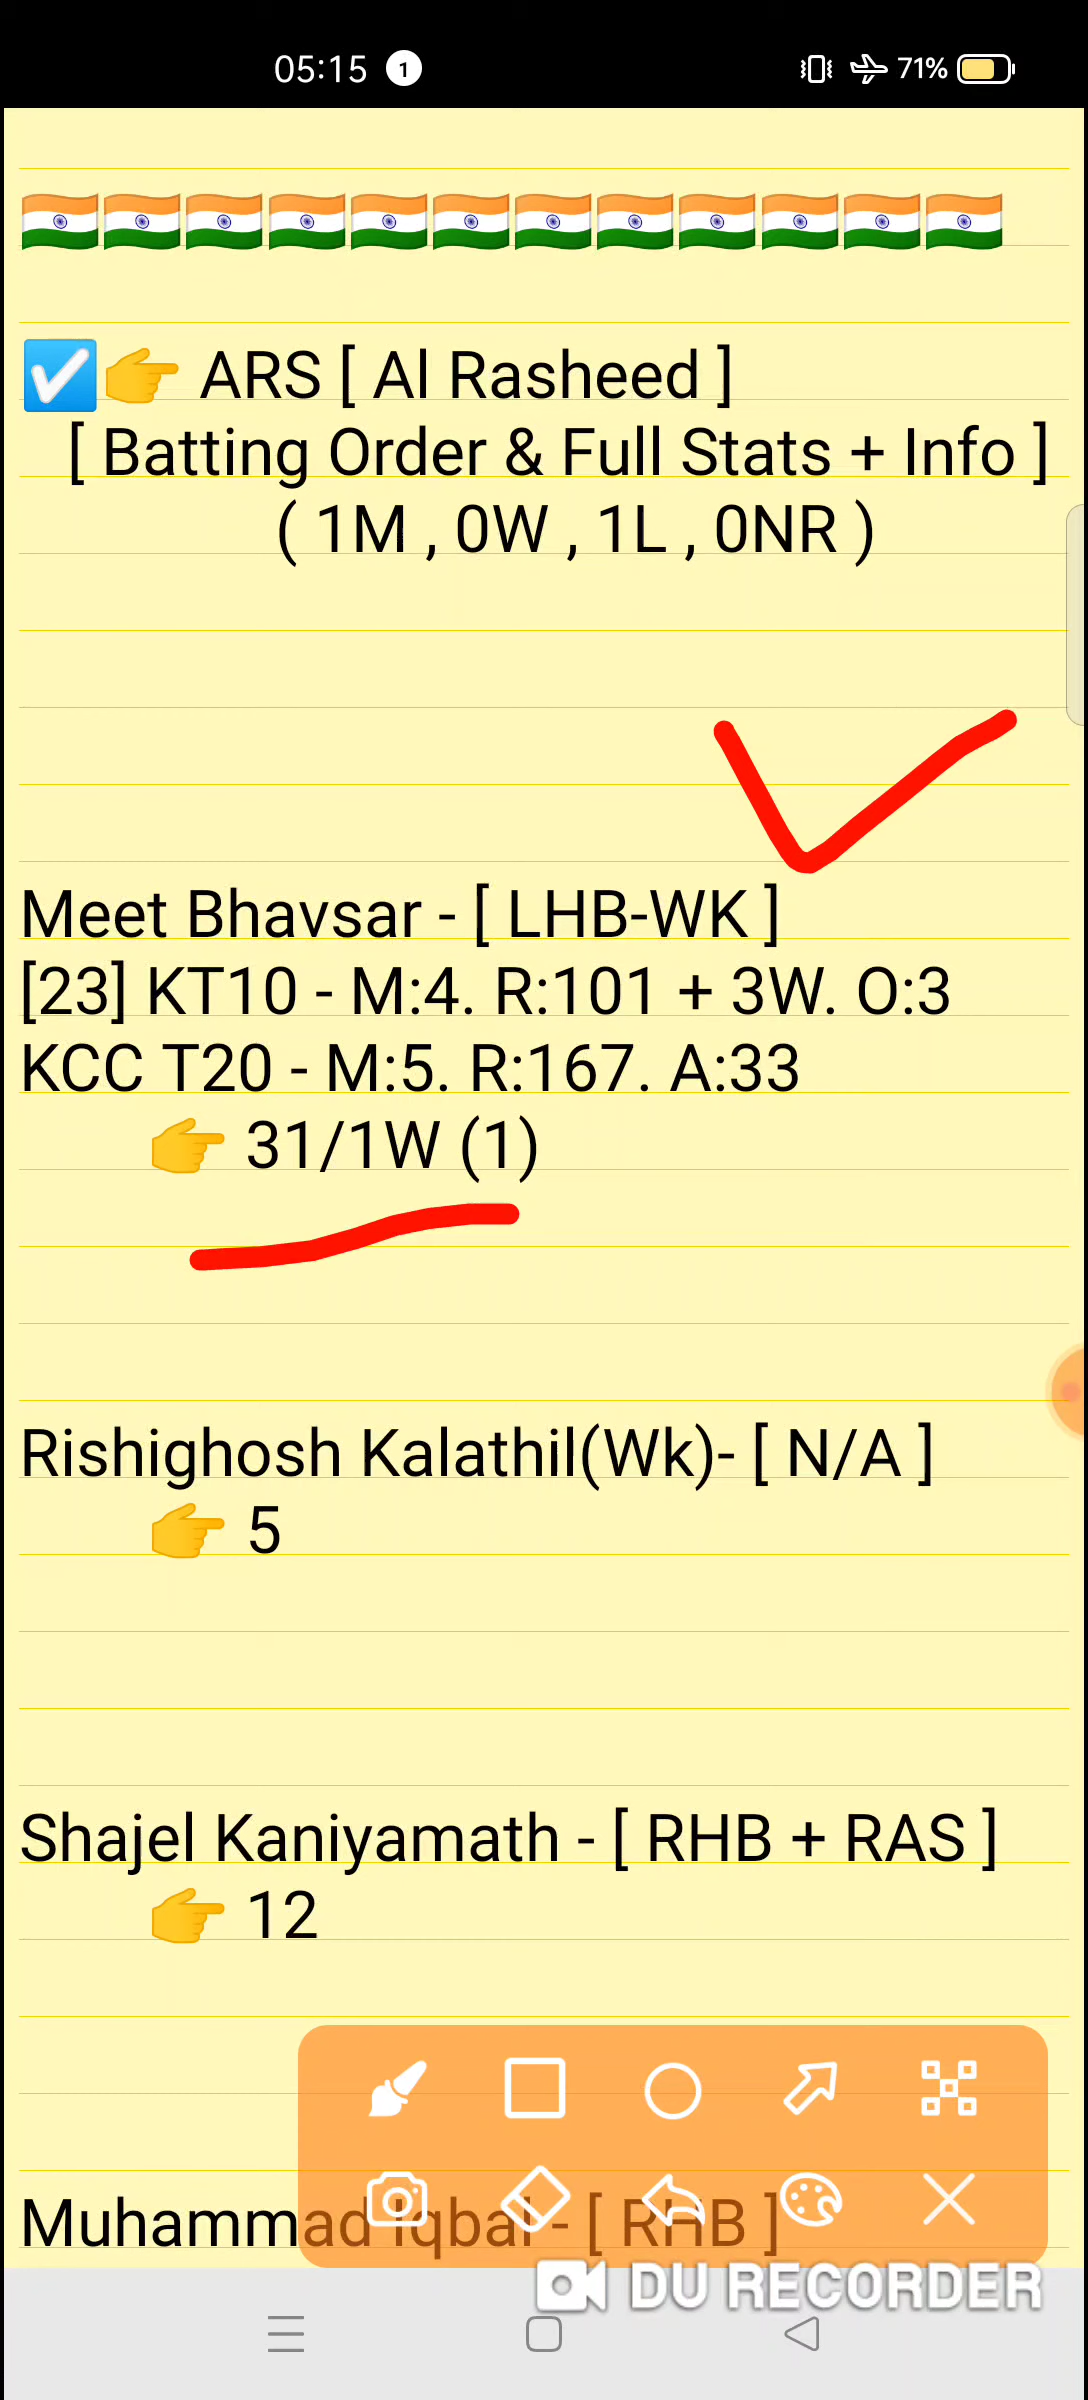 05:15 1 71%
🇮🇳🇮🇳🇮🇳🇮🇳🇮🇳🇮🇳🇮🇳🇮🇳🇮🇳🇮🇳🇮🇳🇮🇳
☑️👉 ARS [ Al Rasheed ]
[ Batting Order & Full Stats + Info ]
( 1M , 0W , 1L , 0NR )
Meet Bhavsar - [ LHB-WK ]
[23] KT10 - M:4. R:101 + 3W. O:3
KCC T20 - M:5. R:167. A:33
👉 31/1W (1)
Rishighosh Kalathil(Wk)- [ N/A ]
👉 5
Shajel Kaniyamath - [ RHB + RAS ]
👉 12
Muhammad Iqbal - [ RHB ]
DU RECORDER